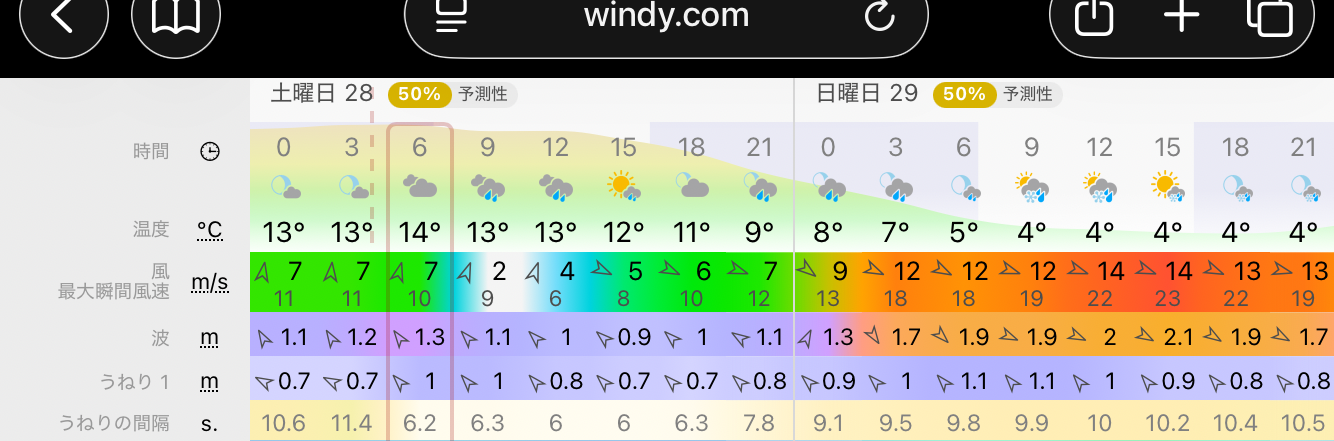 windy.com
土曜日 28 50% 予測性 日曜日 29 50% 予測性
時間 0 3 6 9 12 15 18 21 0 3 6 9 12 15 18 21
温度 °C 13° 13° 14° 13° 13° 12° 11° 9° 8° 7° 5° 4° 4° 4° 4° 4°
風 m/s 7 7 7 2 4 5 6 7 9 12 12 12 14 14 13 13
最大瞬間風速 11 11 10 9 6 8 10 12 13 18 18 19 22 23 22 19
波 m 1.1 1.2 1.3 1.1 1 0.9 1 1.1 1.3 1.7 1.9 1.9 2 2.1 1.9 1.7
うねり 1 m 0.7 0.7 1 1 0.8 0.7 0.7 0.8 0.9 1 1.1 1.1 1 0.9 0.8 0.8
うねりの間隔 s. 10.6 11.4 6.2 6.3 6 6 6.3 7.8 9.1 9.5 9.8 9.9 10 10.2 10.4 10.5